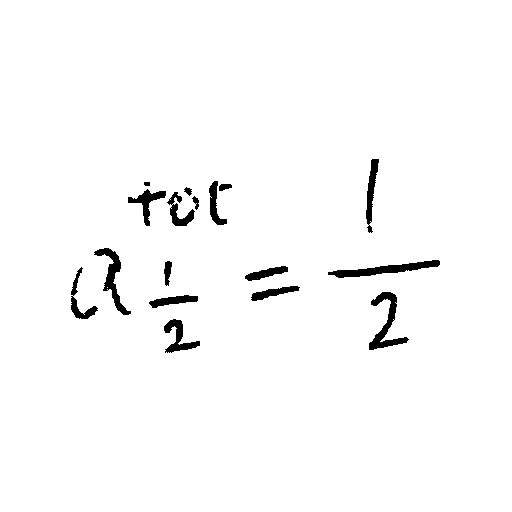 tot
a 1/2 = 1/2